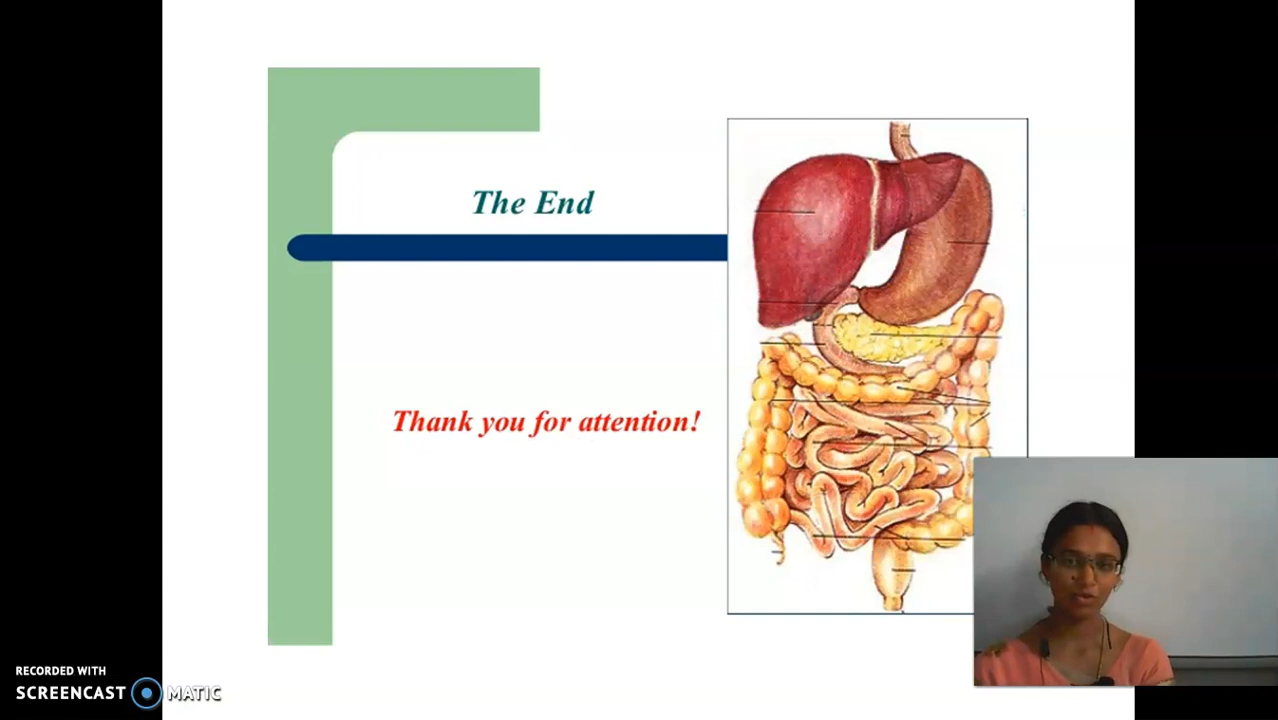 The End
Thank you for attention!
RECORDED WITH
SCREENCAST MATIC